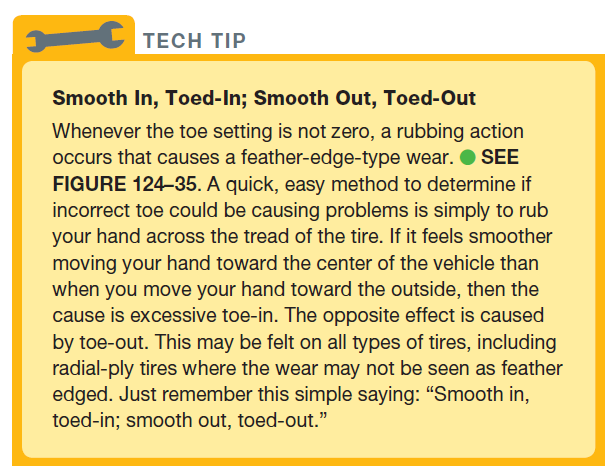 TECH TIP
Smooth In, Toed-In; Smooth Out, Toed-Out
Whenever the toe setting is not zero, a rubbing action
occurs that causes a feather-edge-type wear. ● SEE
FIGURE 124–35. A quick, easy method to determine if
incorrect toe could be causing problems is simply to rub
your hand across the tread of the tire. If it feels smoother
moving your hand toward the center of the vehicle than
when you move your hand toward the outside, then the
cause is excessive toe-in. The opposite effect is caused
by toe-out. This may be felt on all types of tires, including
radial-ply tires where the wear may not be seen as feather
edged. Just remember this simple saying: “Smooth in,
toed-in; smooth out, toed-out.”